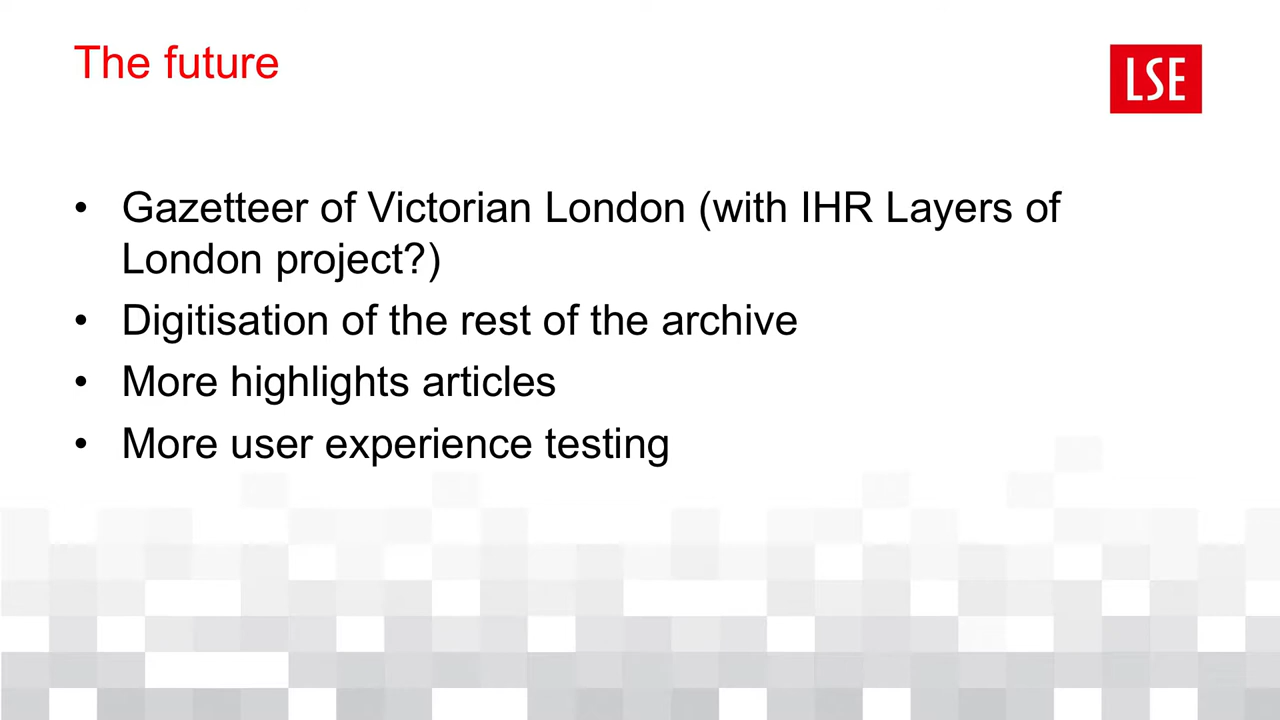 The future
LSE
• Gazetteer of Victorian London (with IHR Layers of
London project?)
• Digitisation of the rest of the archive
• More highlights articles
• More user experience testing